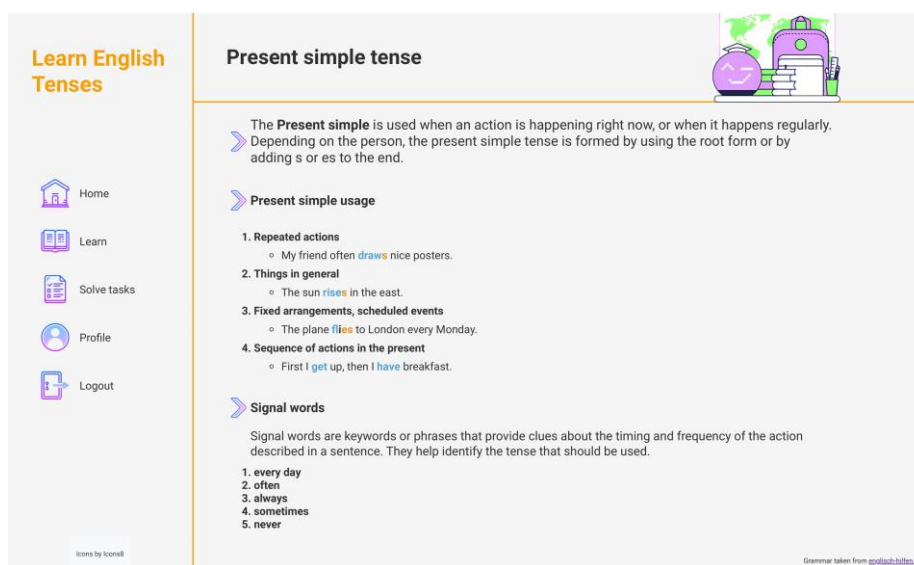 Learn English
Tenses
Home
Learn
Solve tasks
Profile
Logout
Icons by Icons8
Present simple tense
The Present simple is used when an action is happening right now, or when it happens regularly.
Depending on the person, the present simple tense is formed by using the root form or by
adding s or es to the end.
Present simple usage
1. Repeated actions
My friend often draws nice posters.
2. Things in general
The sun rises in the east.
3. Fixed arrangements, scheduled events
The plane flies to London every Monday.
4. Sequence of actions in the present
First I get up, then I have breakfast.
Signal words
Signal words are keywords or phrases that provide clues about the timing and frequency of the action
described in a sentence. They help identify the tense that should be used.
1. every day
2. often
3. always
4. sometimes
5. never
Grammar taken from englisch-hilfen.